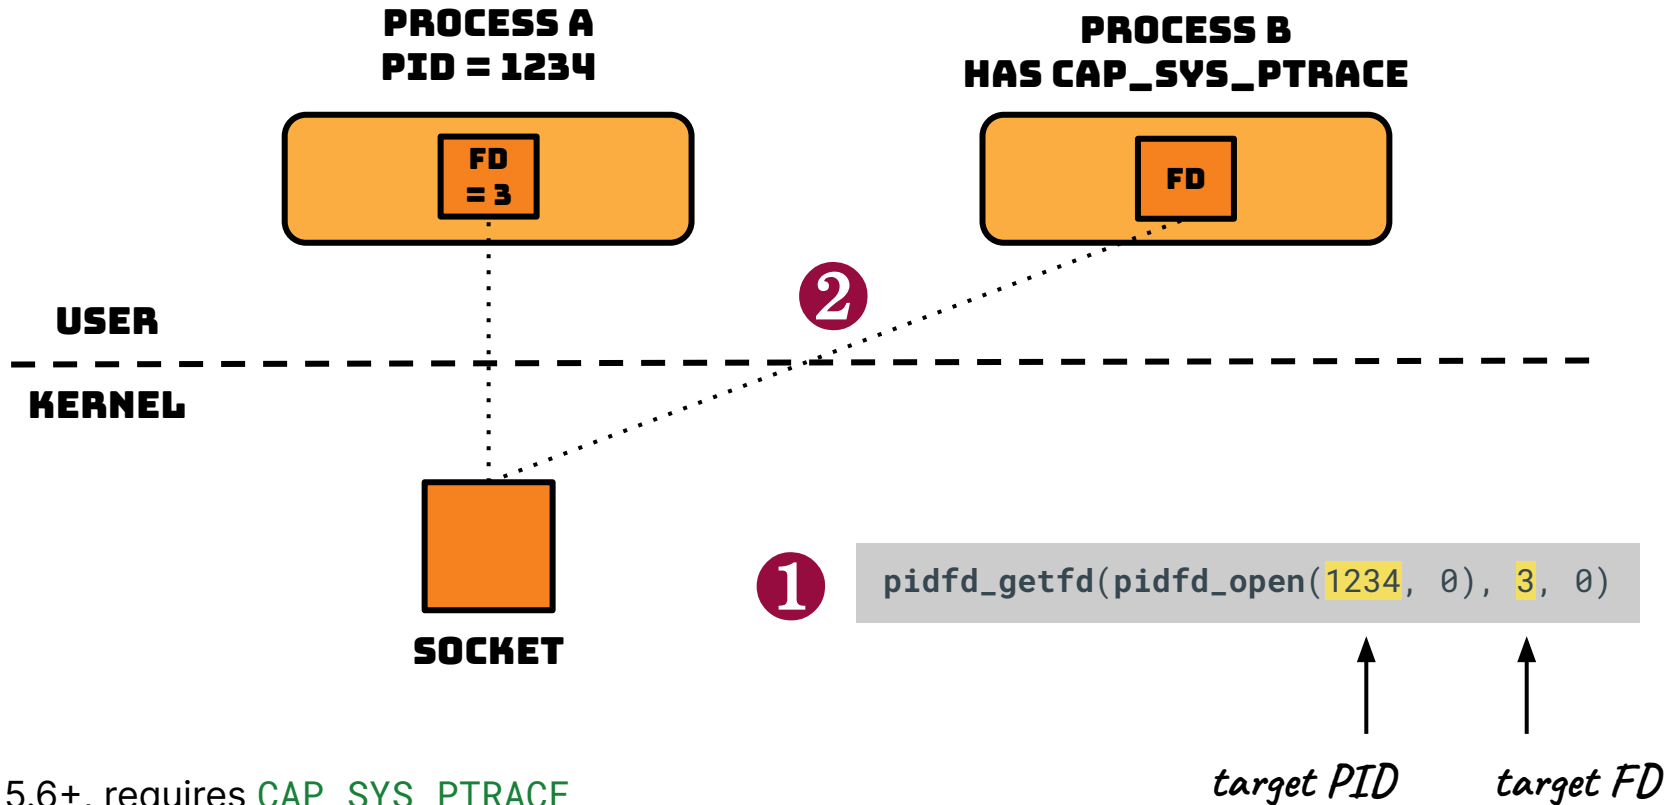 PROCESS A
PID = 1234
PROCESS B
HAS CAP_SYS_PTRACE
FD
= 3
FD
2
USER
KERNEL
1
pidfd_getfd(pidfd_open(1234, 0), 3, 0)
SOCKET
target PID
target FD
5.6+, requires CAP_SYS_PTRACE